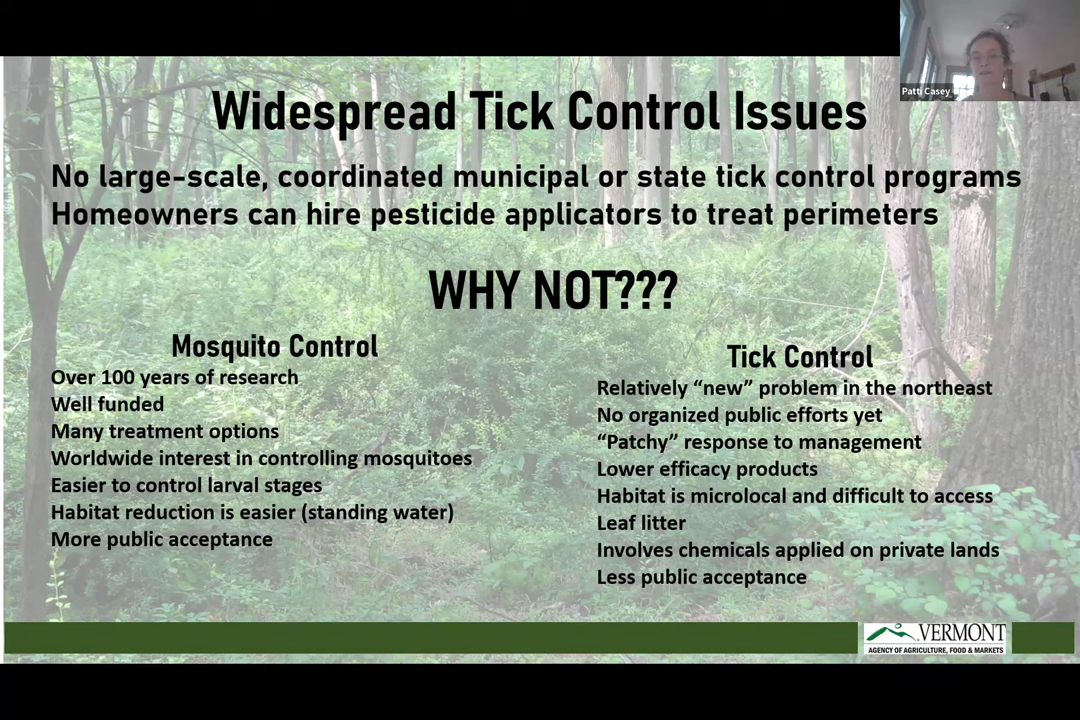 Patti Casey
Widespread Tick Control Issues
No large-scale, coordinated municipal or state tick control programs
Homeowners can hire pesticide applicators to treat perimeters
WHY NOT???
Mosquito Control
Over 100 years of research
Well funded
Many treatment options
Worldwide interest in controlling mosquitoes
Easier to control larval stages
Habitat reduction is easier (standing water)
More public acceptance
Tick Control
Relatively “new” problem in the northeast
No organized public efforts yet
“Patchy” response to management
Lower efficacy products
Habitat is microlocal and difficult to access
Leaf litter
Involves chemicals applied on private lands
Less public acceptance
VERMONT
AGENCY OF AGRICULTURE, FOOD & MARKETS